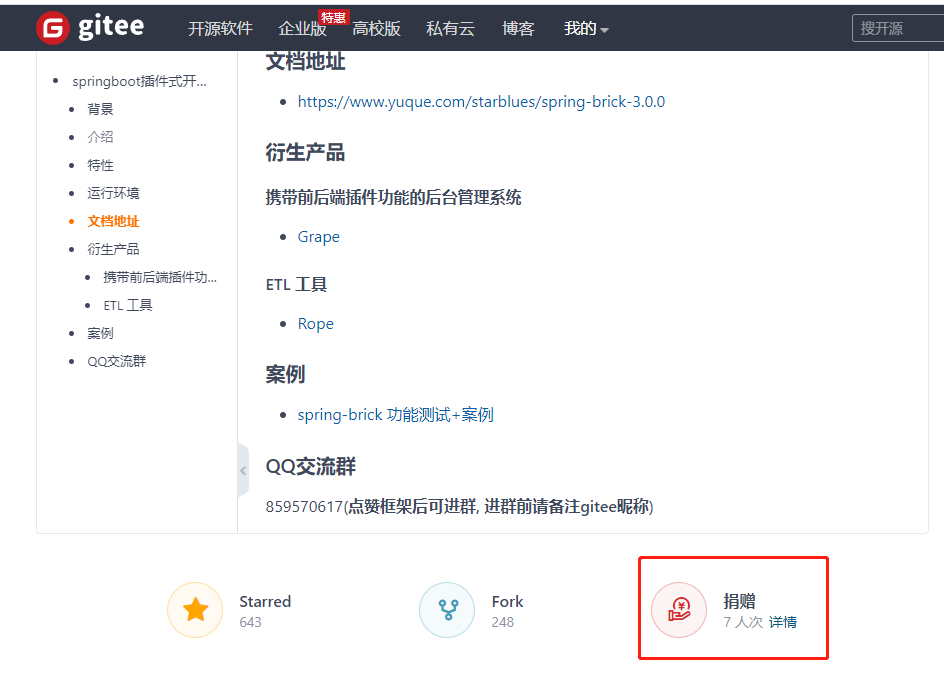 gitee 开源软件 企业版 特惠 高校版 私有云 博客 我的 搜开源
springboot插件式开...
背景
介绍
特性
运行环境
文档地址
衍生产品
携带前后端插件功...
ETL 工具
案例
QQ交流群
文档地址
https://www.yuque.com/starblues/spring-brick-3.0.0
衍生产品
携带前后端插件功能的后台管理系统
Grape
ETL 工具
Rope
案例
spring-brick 功能测试+案例
QQ交流群
859570617(点赞框架后可进群, 进群前请备注gitee昵称)
Starred
643
Fork
248
捐赠
7 人次 详情